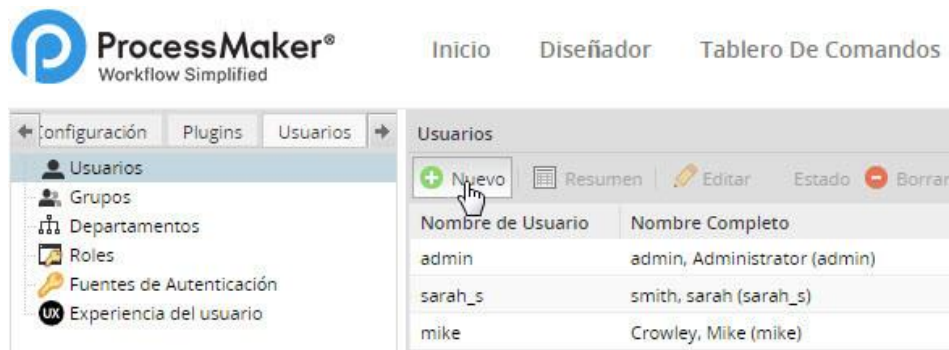 ProcessMaker®
Workflow Simplified
Inicio Diseñador Tablero De Comandos
Configuración Plugins Usuarios
Usuarios
Grupos
Departamentos
Roles
Fuentes de Autenticación
UX Experiencia del usuario
Usuarios
Nuevo Resumen Editar Estado Borrar
Nombre de Usuario Nombre Completo
admin admin, Administrator (admin)
sarah_s smith, sarah (sarah_s)
mike Crowley, Mike (mike)